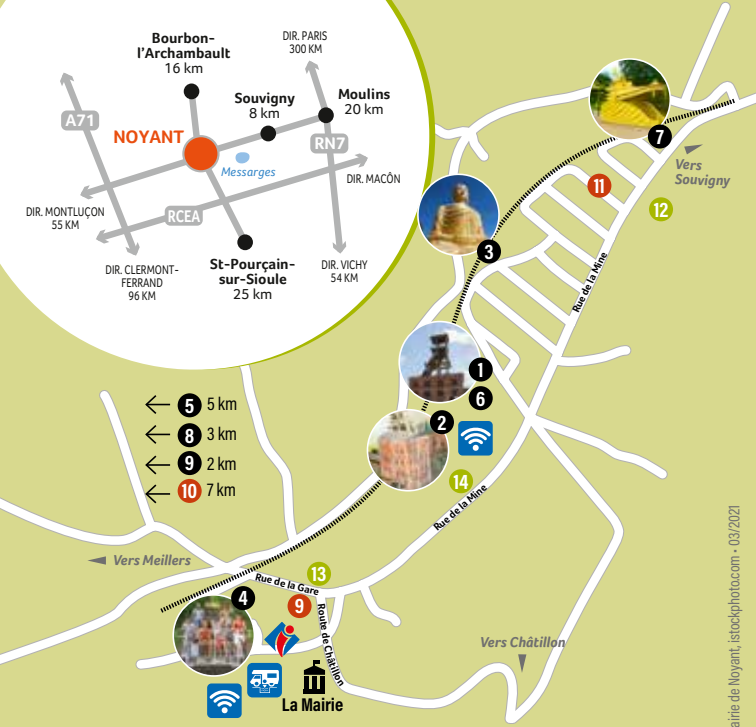 Bourbon-
l'Archambault
16 km
DIR. PARIS
300 KM
A71
Souvigny
8 km
Moulins
20 km
NOYANT
RN7
Messarges
DIR. MACÔN
DIR. MONTLUÇON
55 KM
RCEA
DIR. CLERMONT-
FERRAND
96 KM
St-Pourçain-
sur-Sioule
25 km
DIR. VICHY
54 KM
7
Vers
Souvigny
11
12
3
Rue de la Mine
1
6
2
14
Rue de la Mine
5 5 km
8 3 km
9 2 km
10 7 km
Vers Meillers
13
Rue de la Gare
4
9
Route de Châtillon
Vers Châtillon
La Mairie
irie de Noyant, istockphoto.com • 03/2021